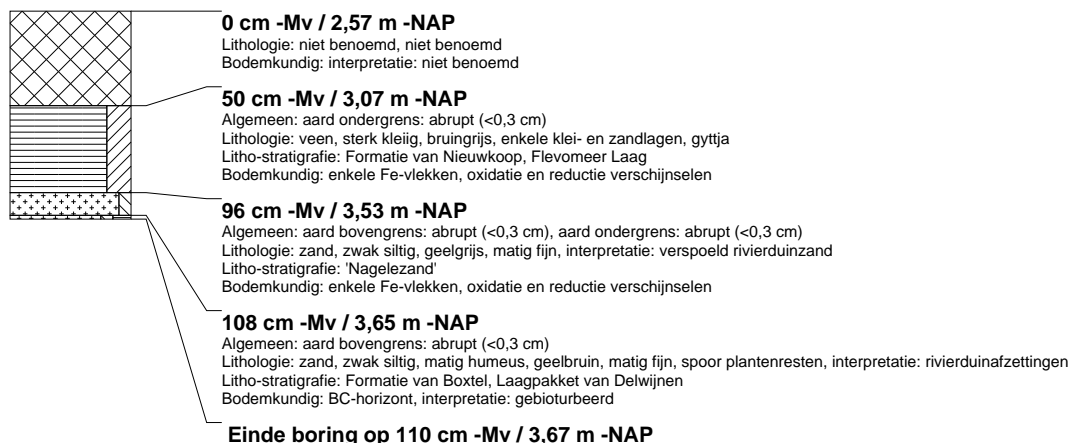 0 cm -Mv / 2,57 m -NAP
Lithologie: niet benoemd, niet benoemd
Bodemkundig: interpretatie: niet benoemd
50 cm -Mv / 3,07 m -NAP
Algemeen: aard ondergrens: abrupt (<0,3 cm)
Lithologie: veen, sterk kleiig, bruingrijs, enkele klei- en zandlagen, gyttja
Litho-stratigrafie: Formatie van Nieuwkoop, Flevomeer Laag
Bodemkundig: enkele Fe-vlekken, oxidatie en reductie verschijnselen
96 cm -Mv / 3,53 m -NAP
Algemeen: aard bovengrens: abrupt (<0,3 cm), aard ondergrens: abrupt (<0,3 cm)
Lithologie: zand, zwak siltig, geelgrijs, matig fijn, interpretatie: verspoeld rivierduinzand
Litho-stratigrafie: 'Nagelezand'
Bodemkundig: enkele Fe-vlekken, oxidatie en reductie verschijnselen
108 cm -Mv / 3,65 m -NAP
Algemeen: aard bovengrens: abrupt (<0,3 cm)
Lithologie: zand, zwak siltig, matig humeus, geelbruin, matig fijn, spoor plantenresten, interpretatie: rivierduinafzettingen
Litho-stratigrafie: Formatie van Boxtel, Laagpakket van Delwijnen
Bodemkundig: BC-horizont, interpretatie: gebioturbeerd
Einde boring op 110 cm -Mv / 3,67 m -NAP